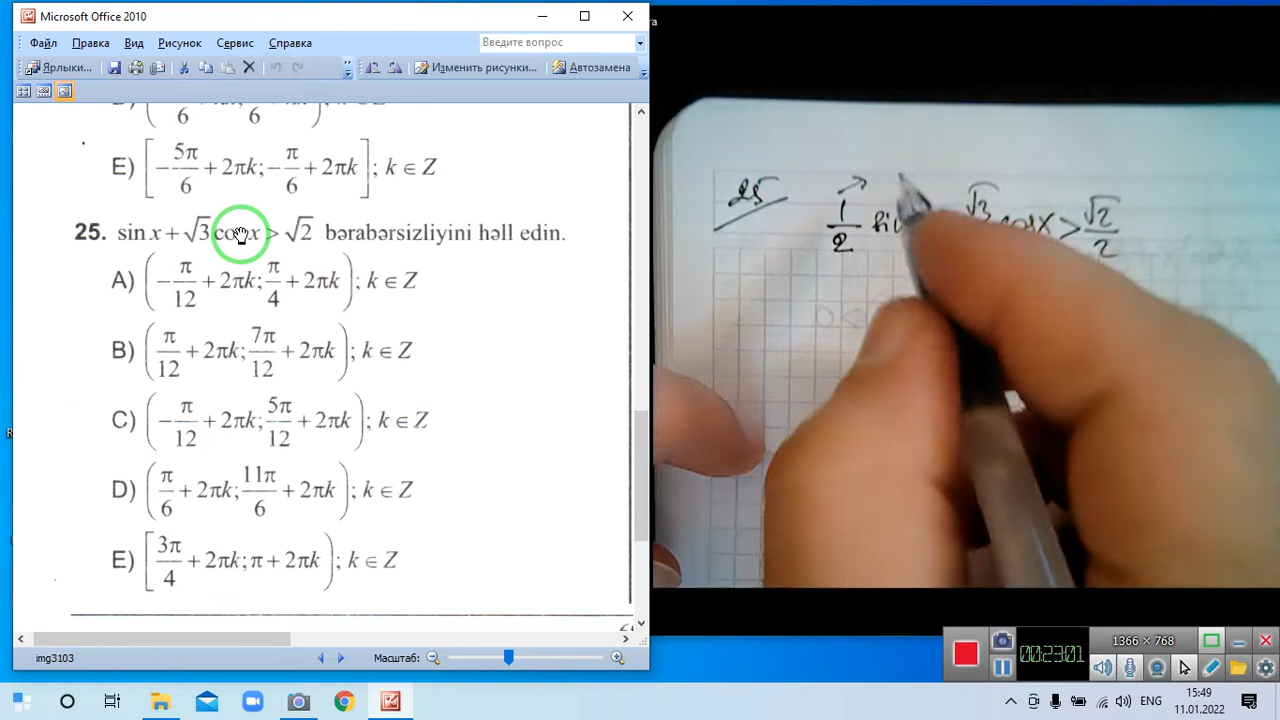 Microsoft Office 2010
Файл Правка Вид Рисунок Сервис Справка
Введите вопрос
Ярлыки...
Изменить рисунки...
Автозамена
6 6
E) [ -5π/6 + 2πk; -π/6 + 2πk ]; k ∈ Z
25. sin x + √3 cos x > √2 bərabərsizliyini həll edin.
A) ( -π/12 + 2πk; π/4 + 2πk ); k ∈ Z
B) ( π/12 + 2πk; 7π/12 + 2πk ); k ∈ Z
C) ( -π/12 + 2πk; 5π/12 + 2πk ); k ∈ Z
D) ( π/6 + 2πk; 11π/6 + 2πk ); k ∈ Z
E) [ 3π/4 + 2πk; π + 2πk ); k ∈ Z
img3103
Масштаб:
25
1/2 √3 cosx > √2/2
1366 x 768
00:23:01
ENG
15:49
11.01.2022